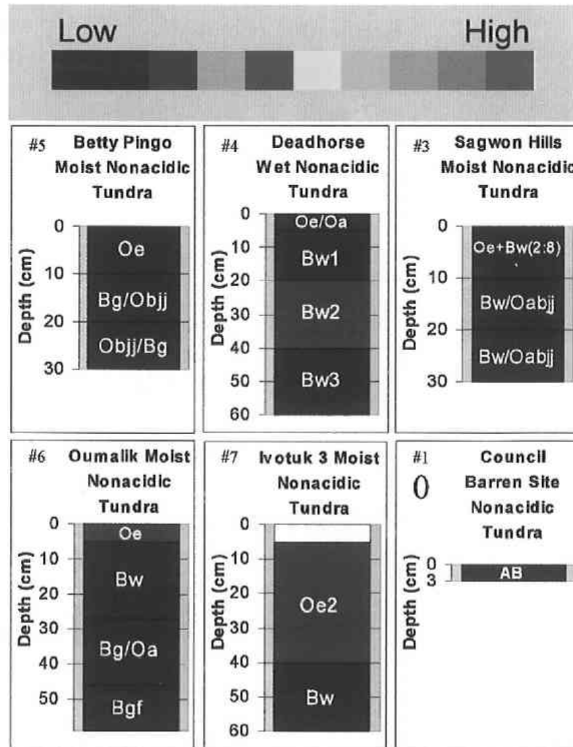 Low High
#5 Betty Pingo
Moist Nonacidic
Tundra
0
10
20
30
Depth (cm)
Oe
Bg/Objj
Objj/Bg
#4 Deadhorse
Wet Nonacidic
Tundra
0
10
20
30
40
50
60
Depth (cm)
Oe/Oa
Bw1
Bw2
Bw3
#3 Sagwon Hills
Moist Nonacidic
Tundra
0
10
20
30
Depth (cm)
Oe+Bw(2:8)
Bw/Oabjj
Bw/Oabjj
#6 Oumalik Moist
Nonacidic
Tundra
0
10
20
30
40
50
Depth (cm)
Oe
Bw
Bg/Oa
Bgf
#7 Ivotuk 3 Moist
Nonacidic
Tundra
0
10
20
30
40
50
60
Depth (cm)
Oe2
Bw
#1 Council
0 Barren Site
Nonacidic
Tundra
0
3
Depth (cm)
AB